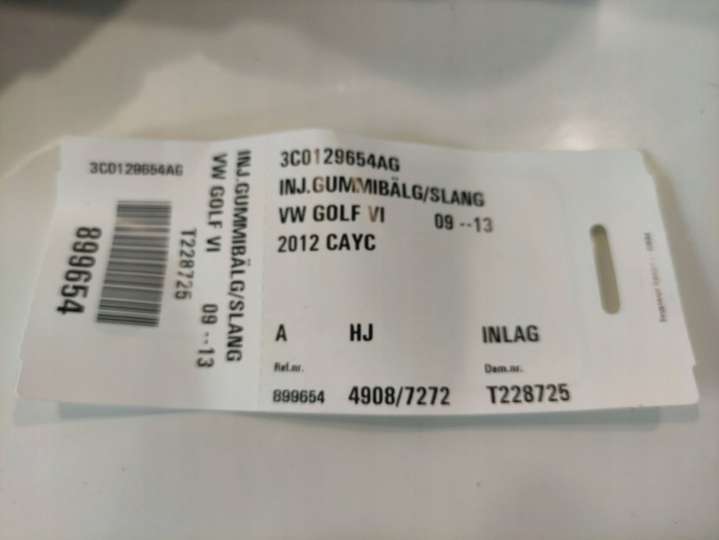 3C0129654AG
INJ.GUMMIBÄLG/SLANG
VW GOLF VI 09 --13
2012 CAYC
A HJ INLAG
Ref.nr. Dem.nr.
899654 4908/7272 T228725
3C0129654AG
INJ.GUMMIBÄLG/SLANG
VW GOLF VI 09 --13
T228725
899654